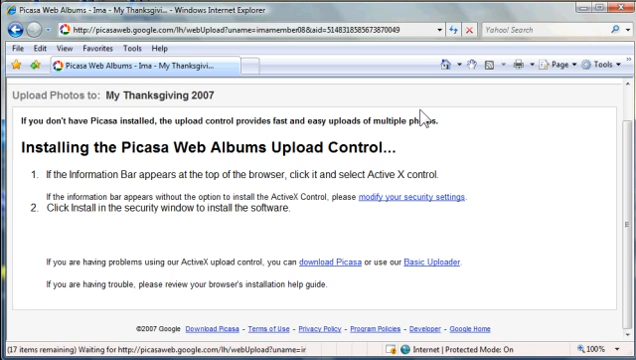 Picasa Web Albums - Ima - My Thanksgivi ... - Windows Internet Explorer
http://picasaweb.google.com/lh/webUpload?uname=imamember08&aid=5148318585673870049
Yahoo! Search
File Edit View Favorites Tools Help
Picasa Web Albums - Ima - My Thanksgivi...
Page Tools
Upload Photos to: My Thanksgiving 2007
If you don't have Picasa installed, the upload control provides fast and easy uploads of multiple photos.
Installing the Picasa Web Albums Upload Control...
1. If the Information Bar appears at the top of the browser, click it and select Active X control.
If the information bar appears without the option to install the ActiveX Control, please modify your security settings.
2. Click Install in the security window to install the software.
If you are having problems using our ActiveX upload control, you can download Picasa or use our Basic Uploader.
If you are having trouble, please review your browser's installation help guide.
©2007 Google Download Picasa - Terms of Use - Privacy Policy - Program Policies - Developer - Google Home
(17 items remaining) Waiting for http://picasaweb.google.com/lh/webUpload?uname=ir
Internet | Protected Mode: On
100%